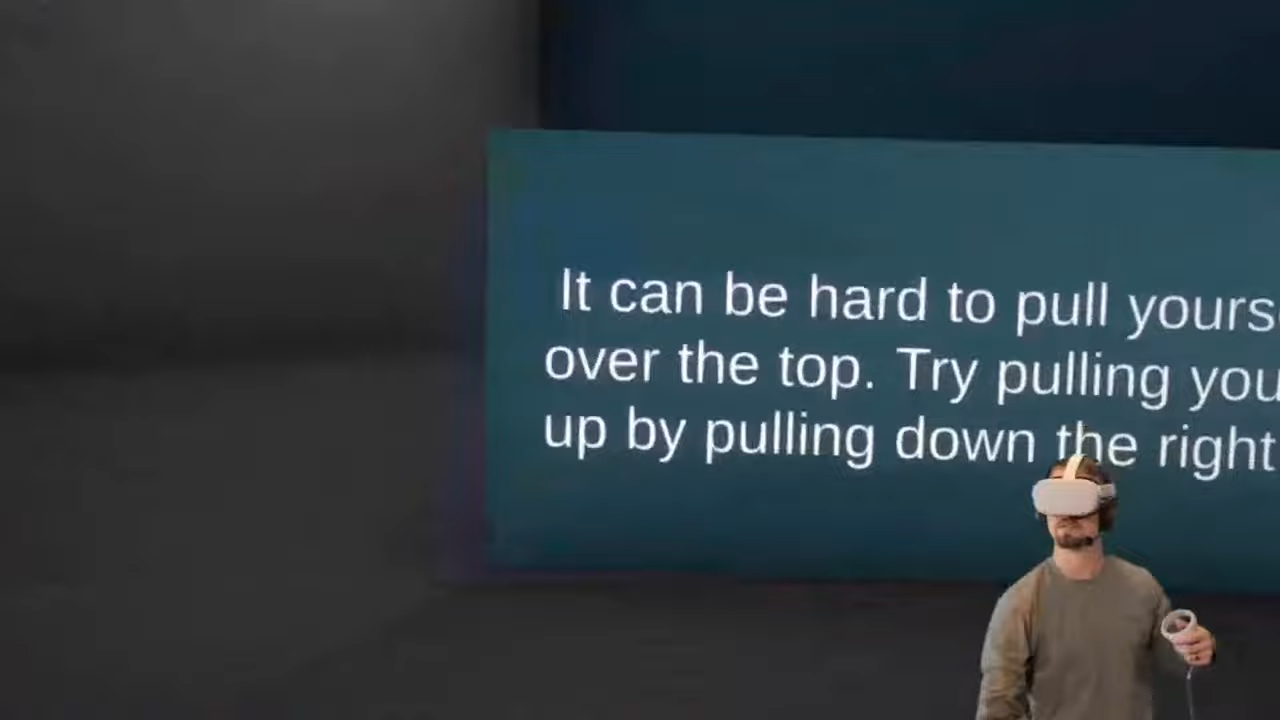 It can be hard to pull yours
over the top. Try pulling you
up by pulling down the right